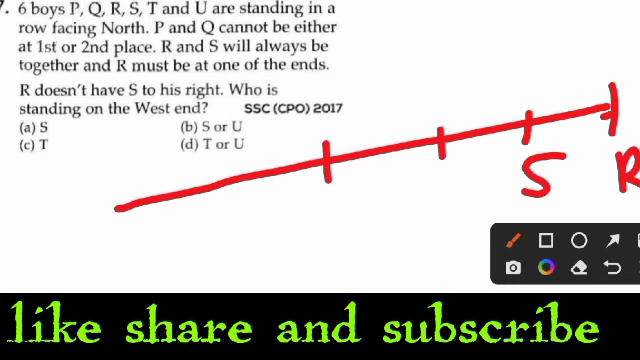 7. 6 boys P, Q, R, S, T and U are standing in a
row facing North. P and Q cannot be either
at 1st or 2nd place. R and S will always be
together and R must be at one of the ends.
R doesn't have S to his right. Who is
standing on the West end? SSC (CPO) 2017
(a) S (b) S or U
(c) T (d) T or U
S R
like share and subscribe